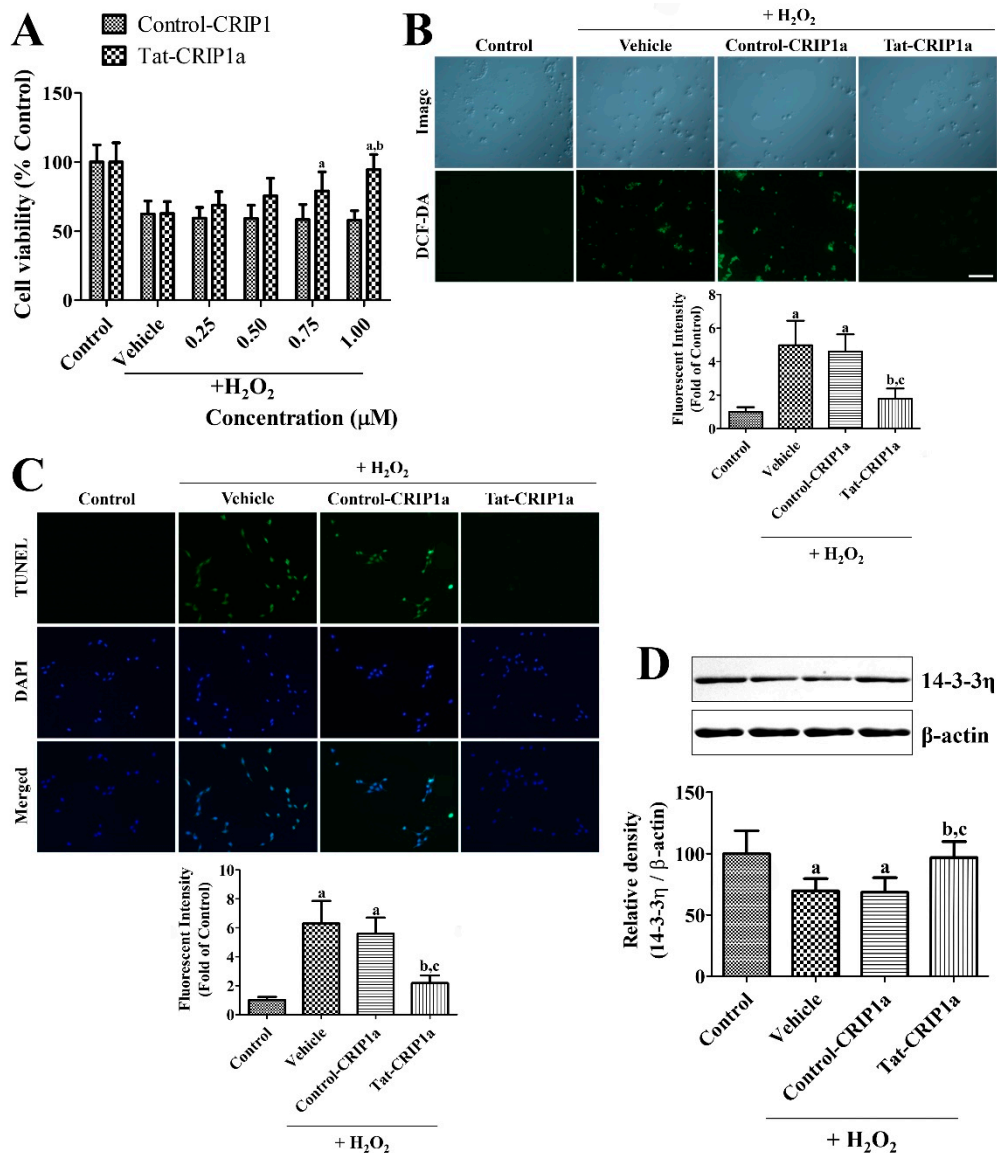 A
Control-CRIP1
Tat-CRIP1a
Cell viability (% Control)
150
100
50
0
a
a,b
Control
Vehicle
0.25
0.50
0.75
1.00
+H₂O₂
Concentration (μM)
B
+ H₂O₂
Control
Vehicle
Control-CRIP1a
Tat-CRIP1a
Imagc
DCF-DA
Fluorescent Intensity
(Fold of Control)
8
6
4
2
0
a
a
b,c
Control
Vehicle
Control-CRIP1a
Tat-CRIP1a
+ H₂O₂
C
+ H₂O₂
Control
Vehicle
Control-CRIP1a
Tat-CRIP1a
TUNEL
DAPI
Merged
Fluorescent Intensity
(Fold of Control)
10
8
6
4
2
0
a
a
b,c
Control
Vehicle
Control-CRIP1a
Tat-CRIP1a
+ H₂O₂
D
14-3-3η
β-actin
Relative density
(14-3-3η / β-actin)
150
100
50
0
a
a
b,c
Control
Vehicle
Control-CRIP1a
Tat-CRIP1a
+ H₂O₂